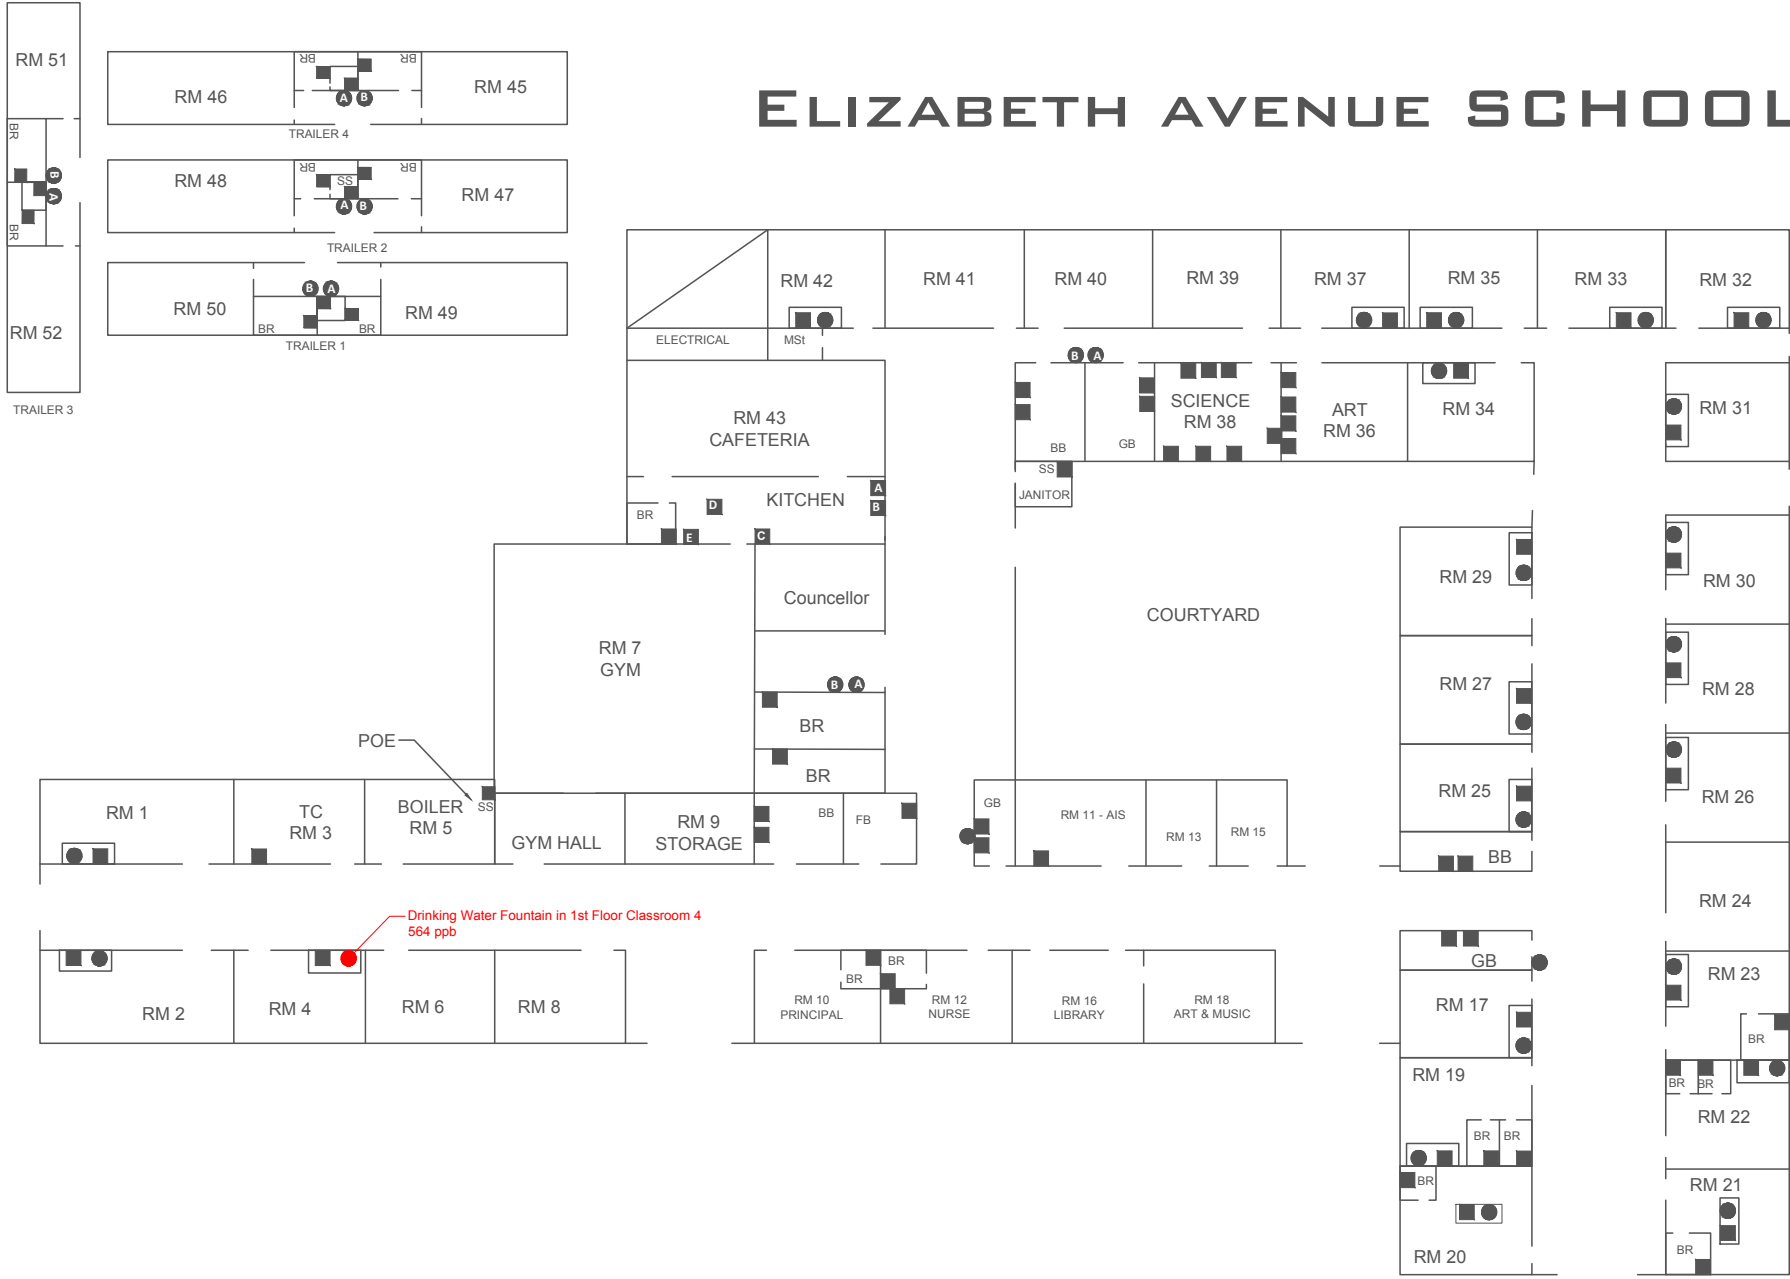 ELIZABETH AVENUE SCHOOL
RM 51
BR
B
A
BR
RM 52
TRAILER 3
RM 46
BR
BR
A B
RM 45
TRAILER 4
RM 48
BR
SS
BR
A B
RM 47
TRAILER 2
RM 50
B A
BR
BR
RM 49
TRAILER 1
RM 42
RM 41
RM 40
RM 39
RM 37
RM 35
RM 33
RM 32
ELECTRICAL
MSt
RM 43
CAFETERIA
KITCHEN
A
B
C
D
E
BR
B A
BB
GB
SCIENCE
RM 38
ART
RM 36
RM 34
RM 31
SS
JANITOR
Councellor
RM 7
GYM
B A
BR
BR
COURTYARD
RM 29
RM 30
RM 27
RM 28
RM 25
RM 26
BB
RM 24
POE
RM 1
TC
RM 3
BOILER
RM 5
SS
GYM HALL
RM 9
STORAGE
BB
FB
GB
RM 11 - AIS
RM 13
RM 15
Drinking Water Fountain in 1st Floor Classroom 4
564 ppb
RM 2
RM 4
RM 6
RM 8
BR
BR
RM 10
PRINCIPAL
RM 12
NURSE
RM 16
LIBRARY
RM 18
ART & MUSIC
GB
RM 17
RM 23
BR
RM 19
BR
BR
BR
BR
RM 22
BR
RM 20
RM 21
BR